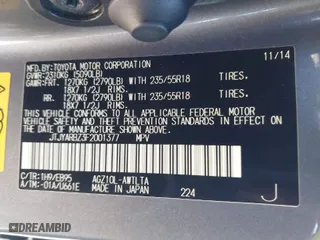 MFD. BY: TOYOTA MOTOR CORPORATION 11/14
GVWR: 2310KG (5090LB)
GAWR: FRT. 1270KG (2790LB) WITH 235/55R18 TIRES.
18X7 1/2J RIMS.
RR. 1270KG (2790LB) WITH 235/55R18 TIRES.
18X7 1/2J RIMS.
THIS VEHICLE CONFORMS TO ALL APPLICABLE
FEDERAL MOTOR VEHICLE SAFETY, BUMPER, AND
THEFT PREVENTION STANDARDS IN EFFECT ON THE
DATE OF MANUFACTURE SHOWN ABOVE.
JTJYARBZ3F2001377 MPV
C/TR: 1H9/EB95 AGZ10L-AWTLTA
A/TM: -01A/U661E MADE IN JAPAN 224 J